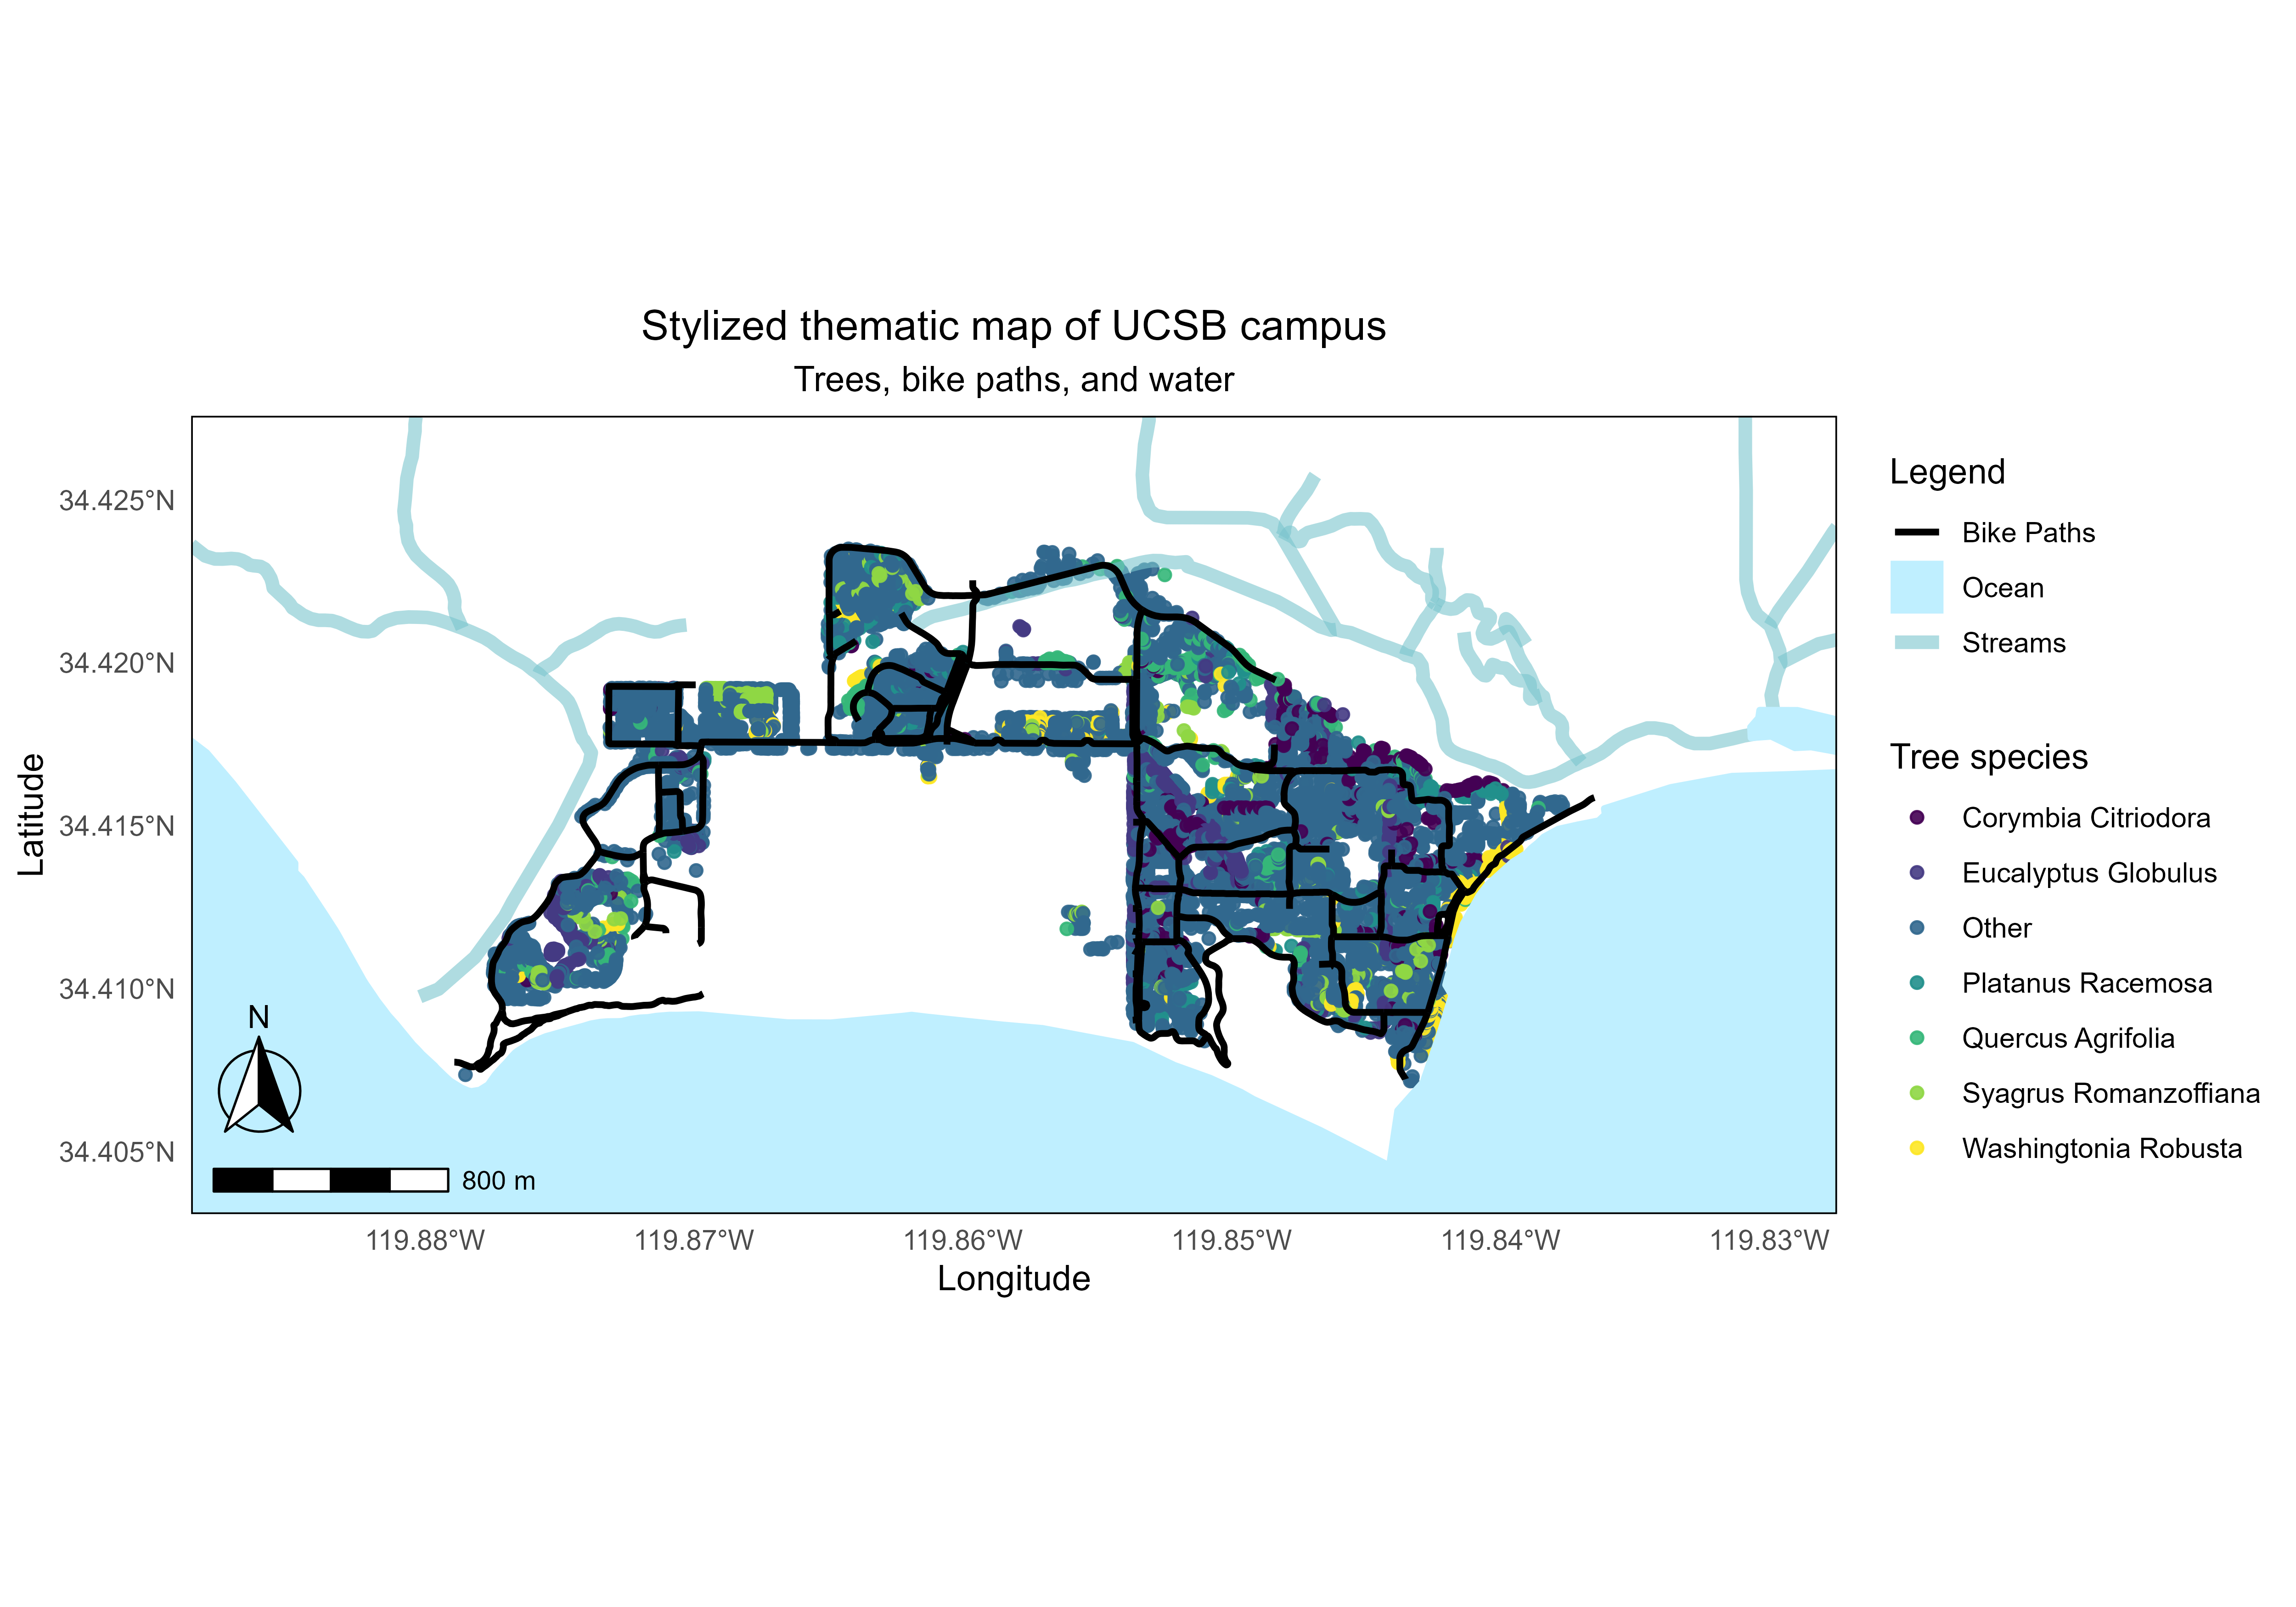 Stylized thematic map of UCSB campus
Trees, bike paths, and water
Latitude
34.425°N
34.420°N
34.415°N
34.410°N
34.405°N
N
800 m
119.88°W
119.87°W
119.86°W
119.85°W
119.84°W
119.83°W
Longitude
Legend
Bike Paths
Ocean
Streams
Tree species
Corymbia Citriodora
Eucalyptus Globulus
Other
Platanus Racemosa
Quercus Agrifolia
Syagrus Romanzoffiana
Washingtonia Robusta